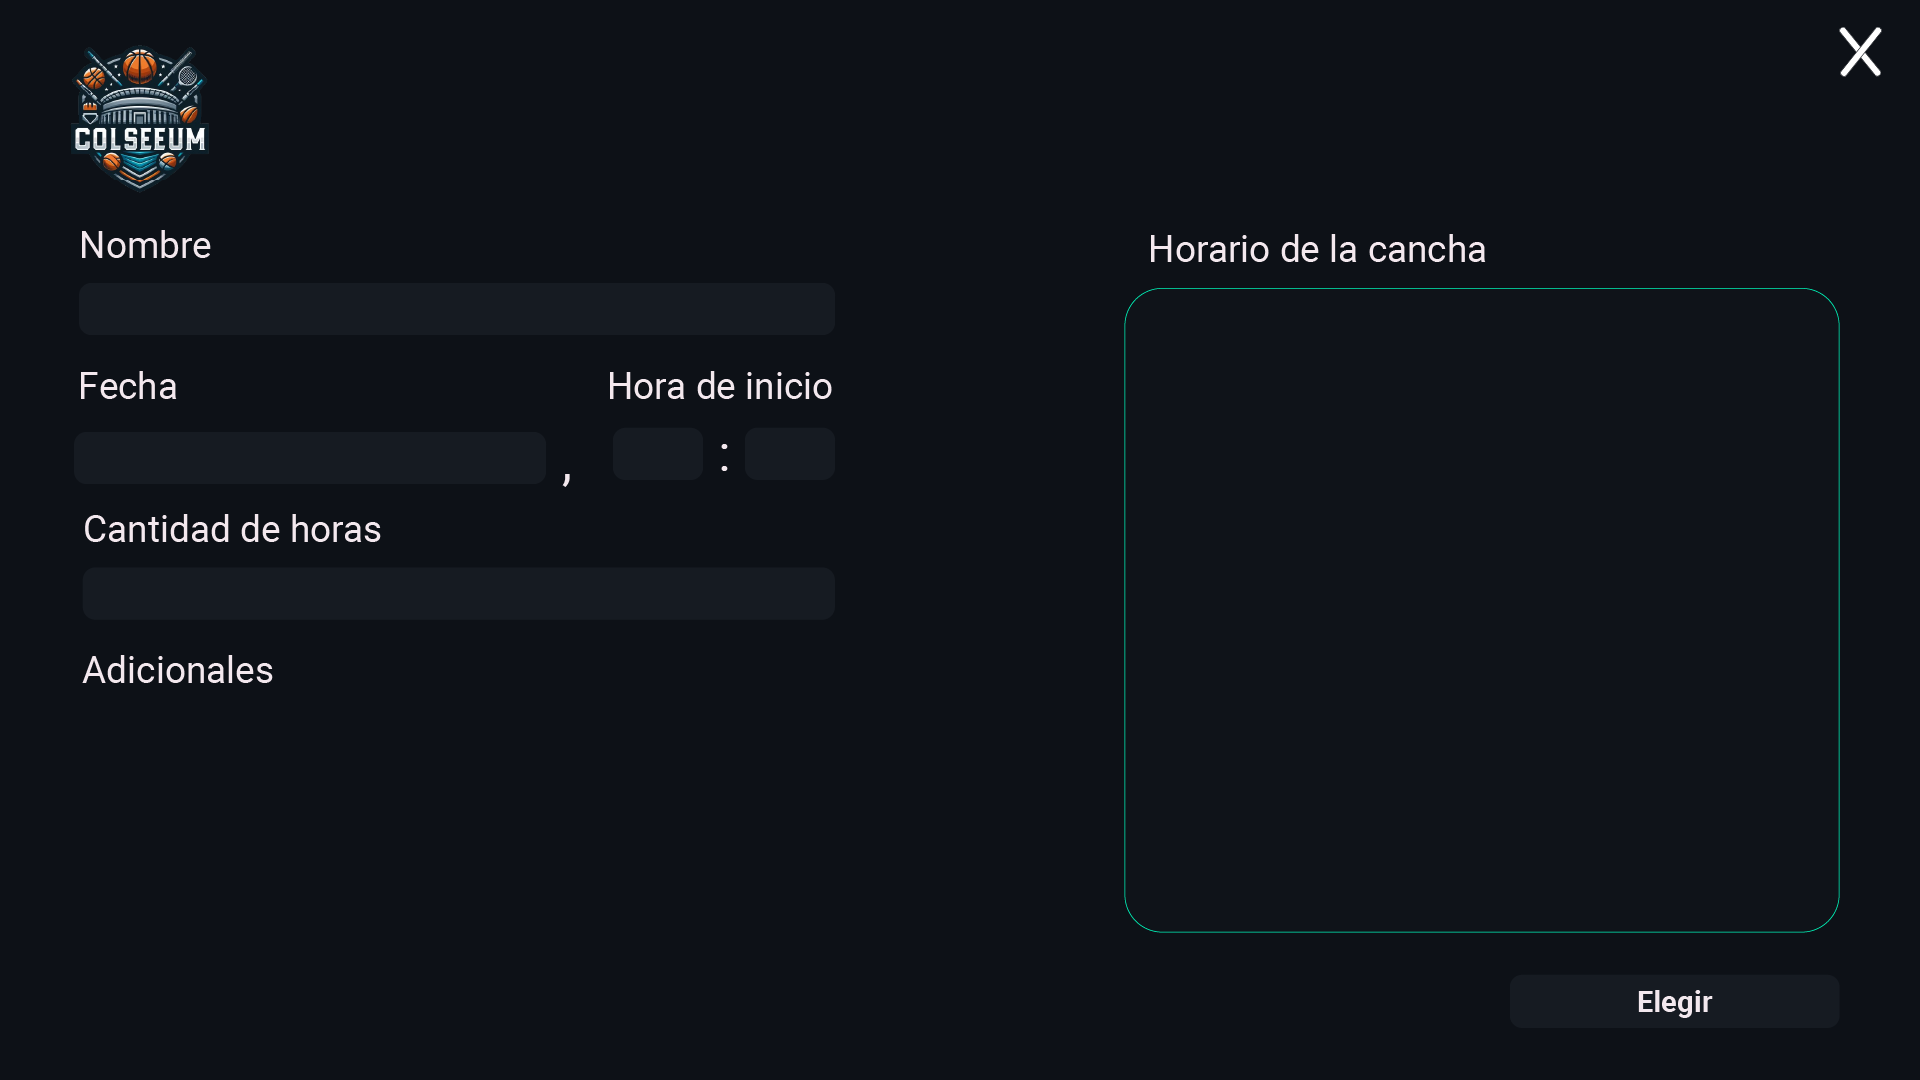 COLSEEUM
X
Nombre
Fecha
Hora de inicio
,
:
Cantidad de horas
Adicionales
Horario de la cancha
Elegir